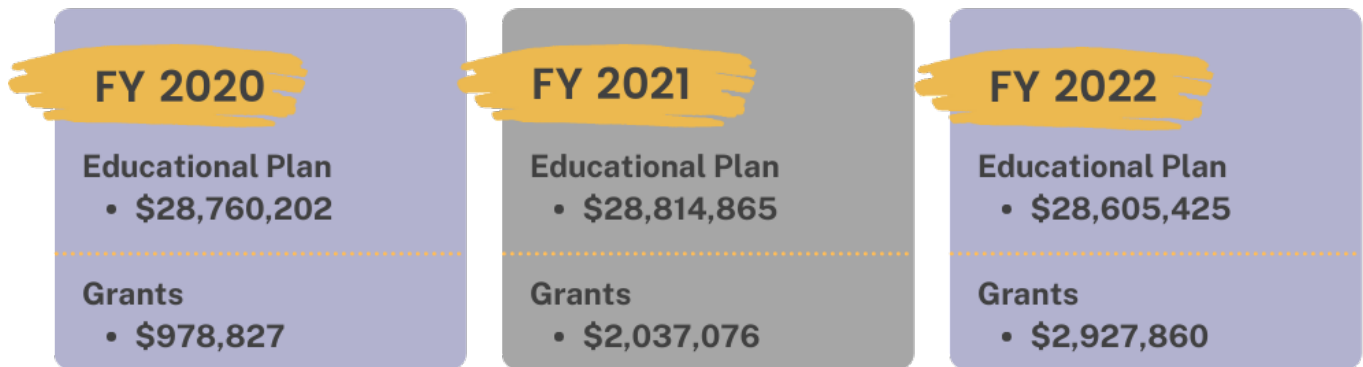 FY 2020
Educational Plan
• $28,760,202
Grants
• $978,827
FY 2021
Educational Plan
• $28,814,865
Grants
• $2,037,076
FY 2022
Educational Plan
• $28,605,425
Grants
• $2,927,860